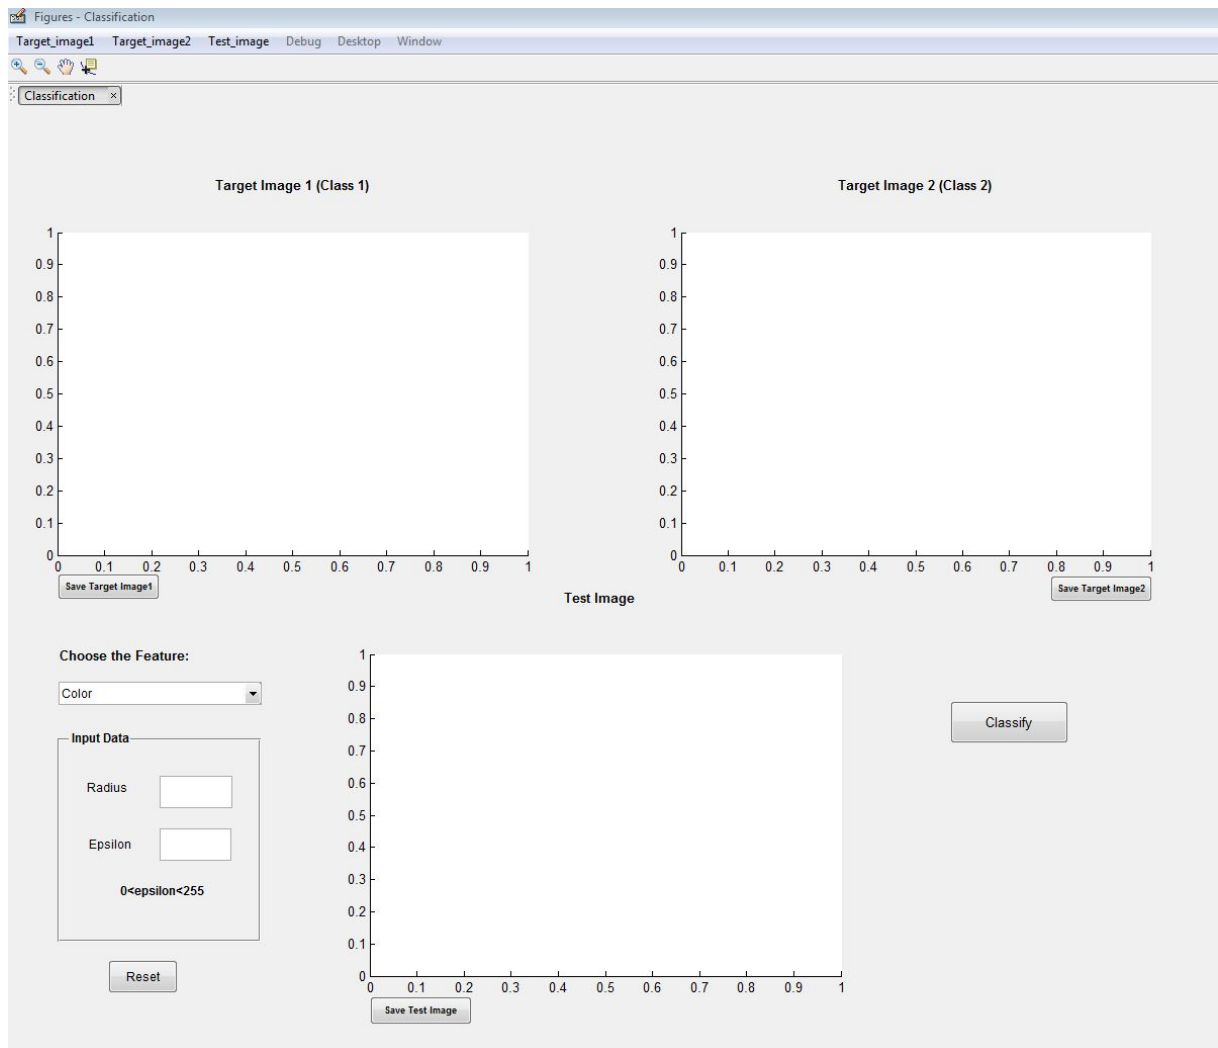 Figures - Classification
Target_image1 Target_image2 Test_image Debug Desktop Window
Classification ×
Target Image 1 (Class 1)
Target Image 2 (Class 2)
1
0.9
0.8
0.7
0.6
0.5
0.4
0.3
0.2
0.1
0
0 0.1 0.2 0.3 0.4 0.5 0.6 0.7 0.8 0.9 1
Save Target Image1
1
0.9
0.8
0.7
0.6
0.5
0.4
0.3
0.2
0.1
0
0 0.1 0.2 0.3 0.4 0.5 0.6 0.7 0.8 0.9 1
Save Target Image2
Test Image
Choose the Feature:
Color
Input Data
Radius
Epsilon
0<epsilon<255
Reset
1
0.9
0.8
0.7
0.6
0.5
0.4
0.3
0.2
0.1
0
0 0.1 0.2 0.3 0.4 0.5 0.6 0.7 0.8 0.9 1
Save Test Image
Classify